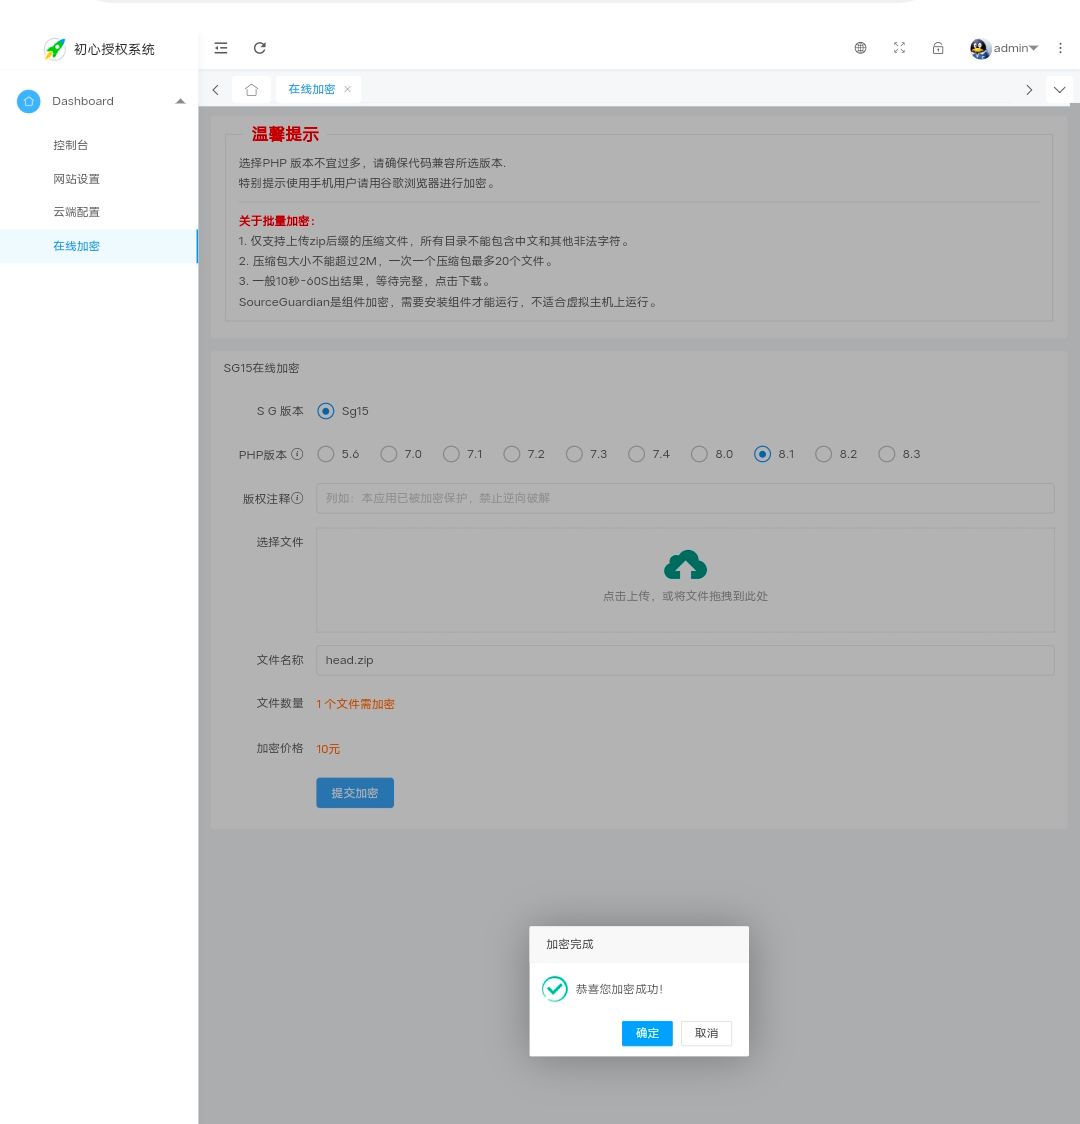 初心授权系统
admin
Dashboard
在线加密
控制台
网站设置
云端配置
在线加密
温馨提示
选择PHP 版本不宜过多，请确保代码兼容所选版本.
特别提示使用手机用户请用谷歌浏览器进行加密。
关于批量加密：
1. 仅支持上传zip后缀的压缩文件，所有目录不能包含中文和其他非法字符。
2. 压缩包大小不能超过2M，一次一个压缩包最多20个文件。
3. 一般10秒-60S出结果，等待完整，点击下载。
SourceGuardian是组件加密，需要安装组件才能运行，不适合虚拟主机上运行。
SG15在线加密
S G 版本 Sg15
PHP版本 5.6 7.0 7.1 7.2 7.3 7.4 8.0 8.1 8.2 8.3
版权注释 列如：本应用已被加密保护，禁止逆向破解
选择文件
点击上传，或将文件拖拽到此处
文件名称 head.zip
文件数量 1 个文件需加密
加密价格 10元
提交加密
加密完成
恭喜您加密成功!
确定 取消